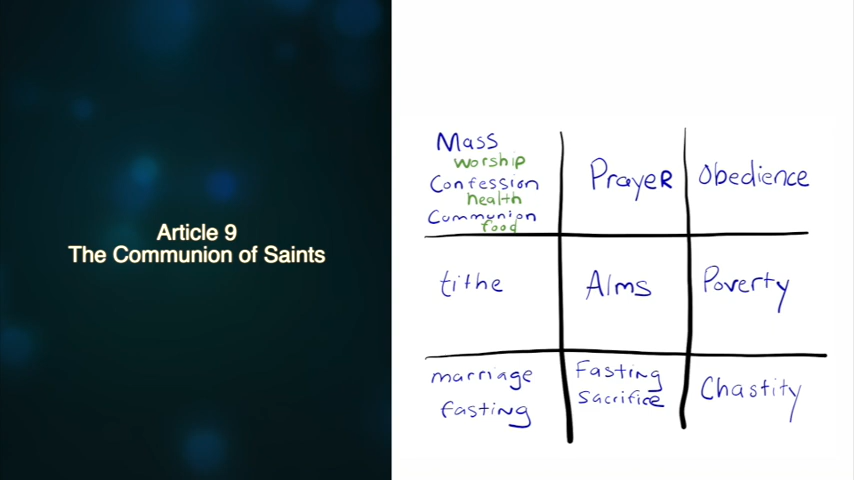 Article 9
The Communion of Saints
Mass
worship
Confession
health
Communion
food
PrayeR
Obedience
tithe
Alms
Poverty
marriage
fasting
Fasting
Sacrifice
Chastity